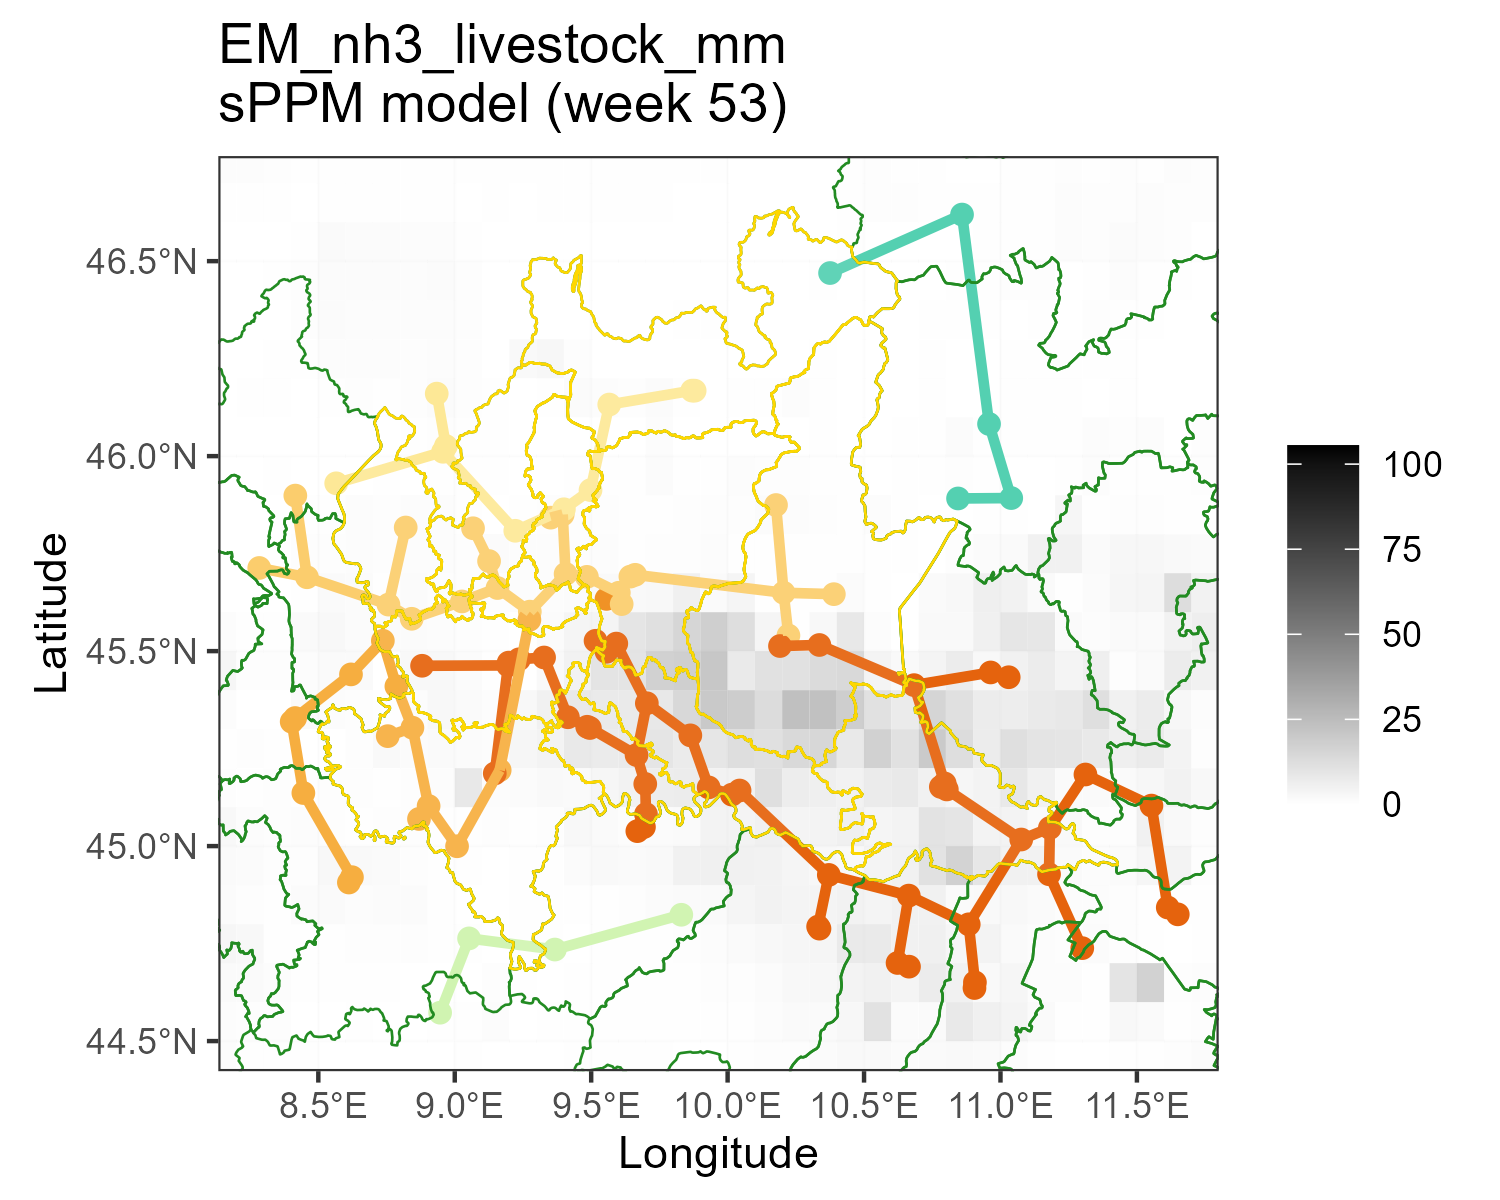 EM_nh3_livestock_mm
sPPM model (week 53)
46.5°N
46.0°N
45.5°N
45.0°N
44.5°N
Latitude
8.5°E
9.0°E
9.5°E
10.0°E
10.5°E
11.0°E
11.5°E
Longitude
100
75
50
25
0